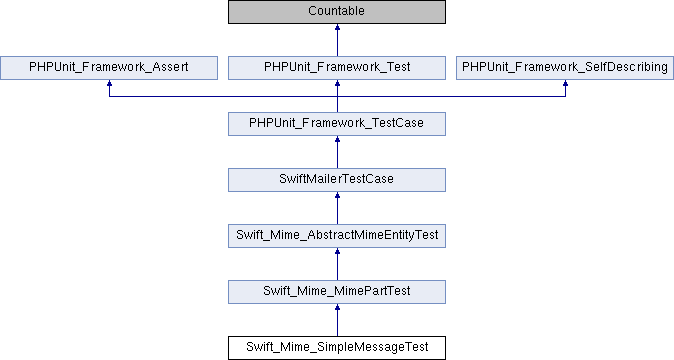 Countable
PHPUnit_Framework_Assert
PHPUnit_Framework_Test
PHPUnit_Framework_SelfDescribing
PHPUnit_Framework_TestCase
SwiftMailerTestCase
Swift_Mime_AbstractMimeEntityTest
Swift_Mime_MimePartTest
Swift_Mime_SimpleMessageTest